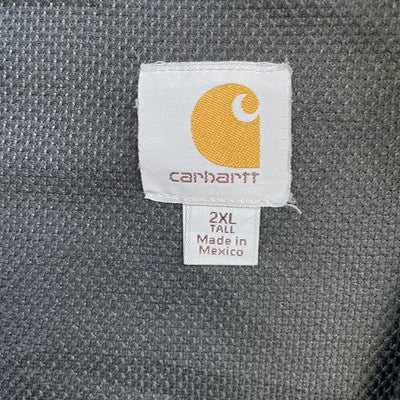 carhartt
2XL
TALL
Made in
Mexico